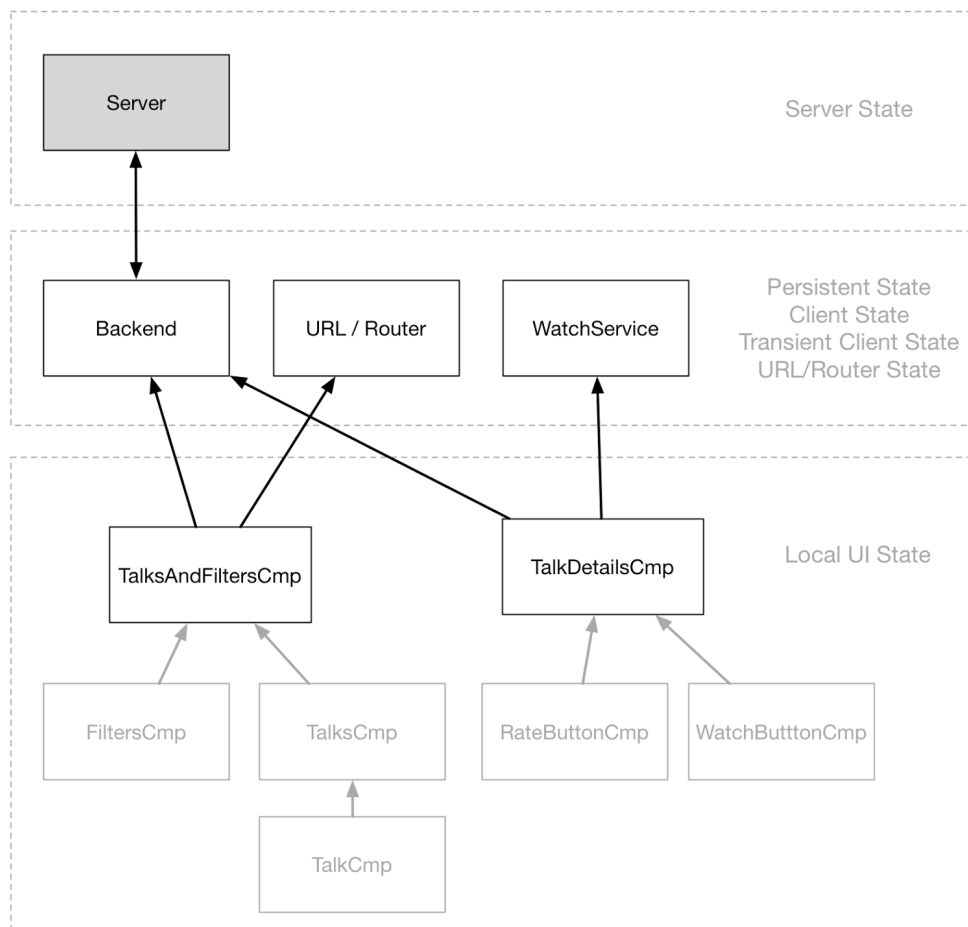 Server
Server State
Backend
URL / Router
WatchService
Persistent State
Client State
Transient Client State
URL/Router State
TalksAndFiltersCmp
TalkDetailsCmp
Local UI State
FiltersCmp
TalksCmp
RateButtonCmp
WatchButttonCmp
TalkCmp